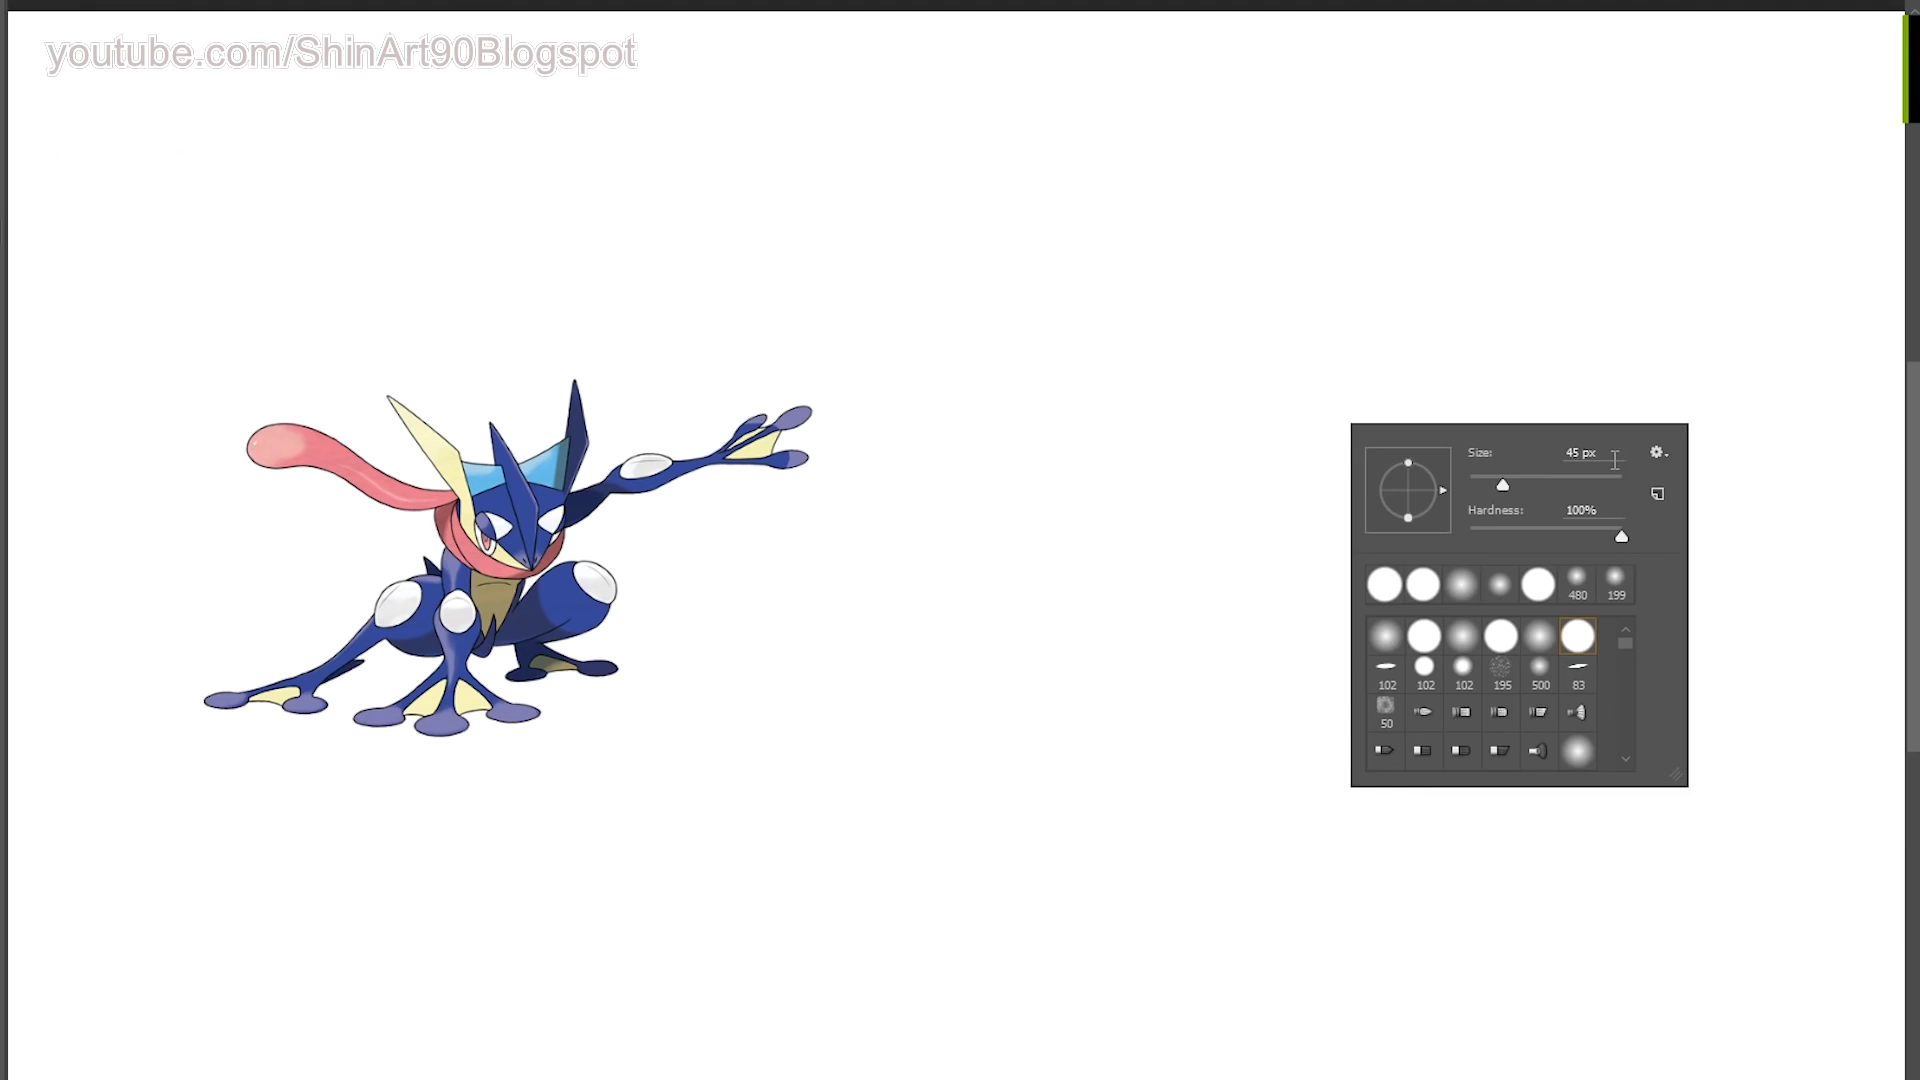 youtube.com/ShinArt90Blogspot
Size: 45 px
Hardness: 100%
480 199
102 102 102 195 500 83
50